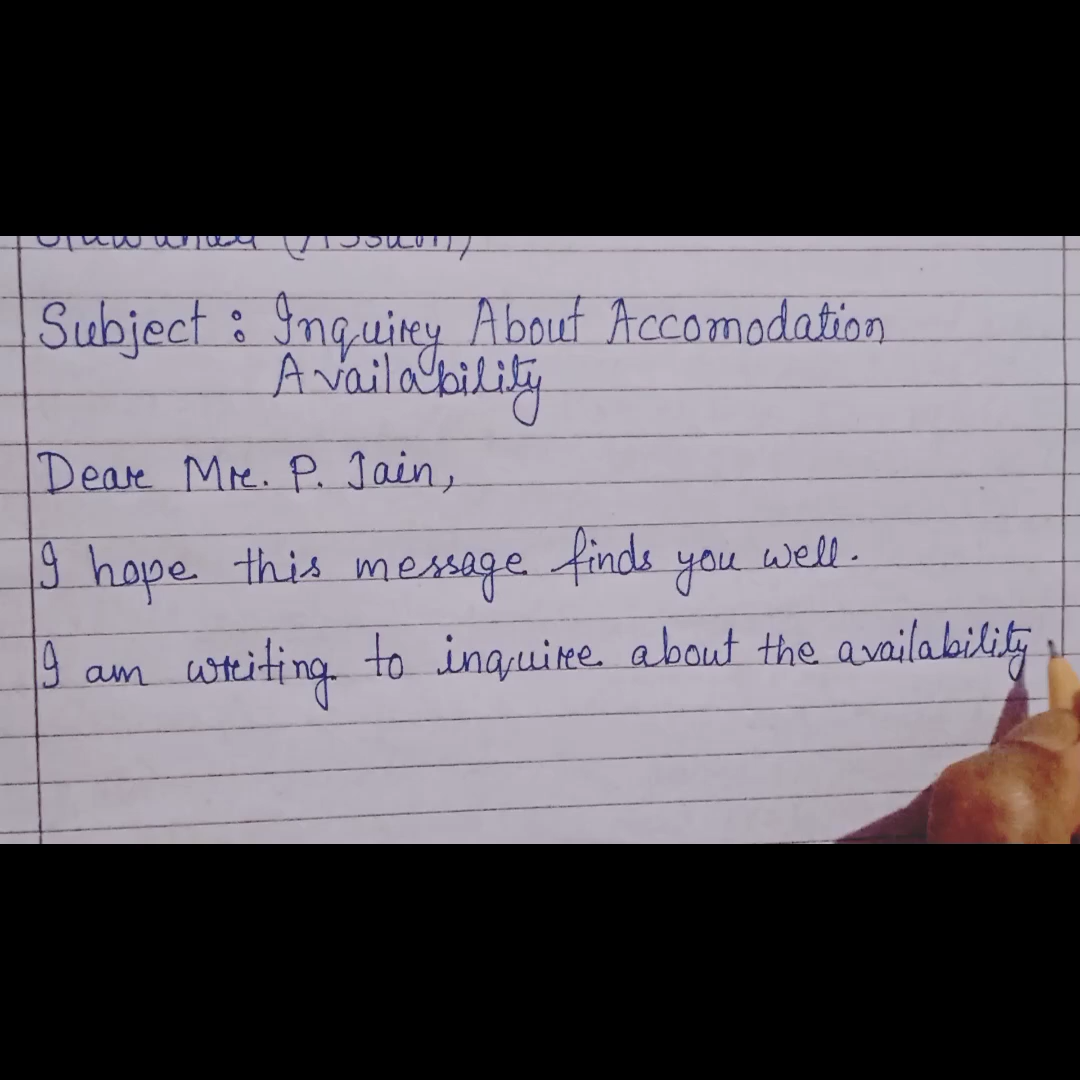 (Assam)
Subject : Inquiry About Accomodation
Availability
Dear Mr. P. Jain,
I hope this message finds you well.
I am writing to inquire about the availability